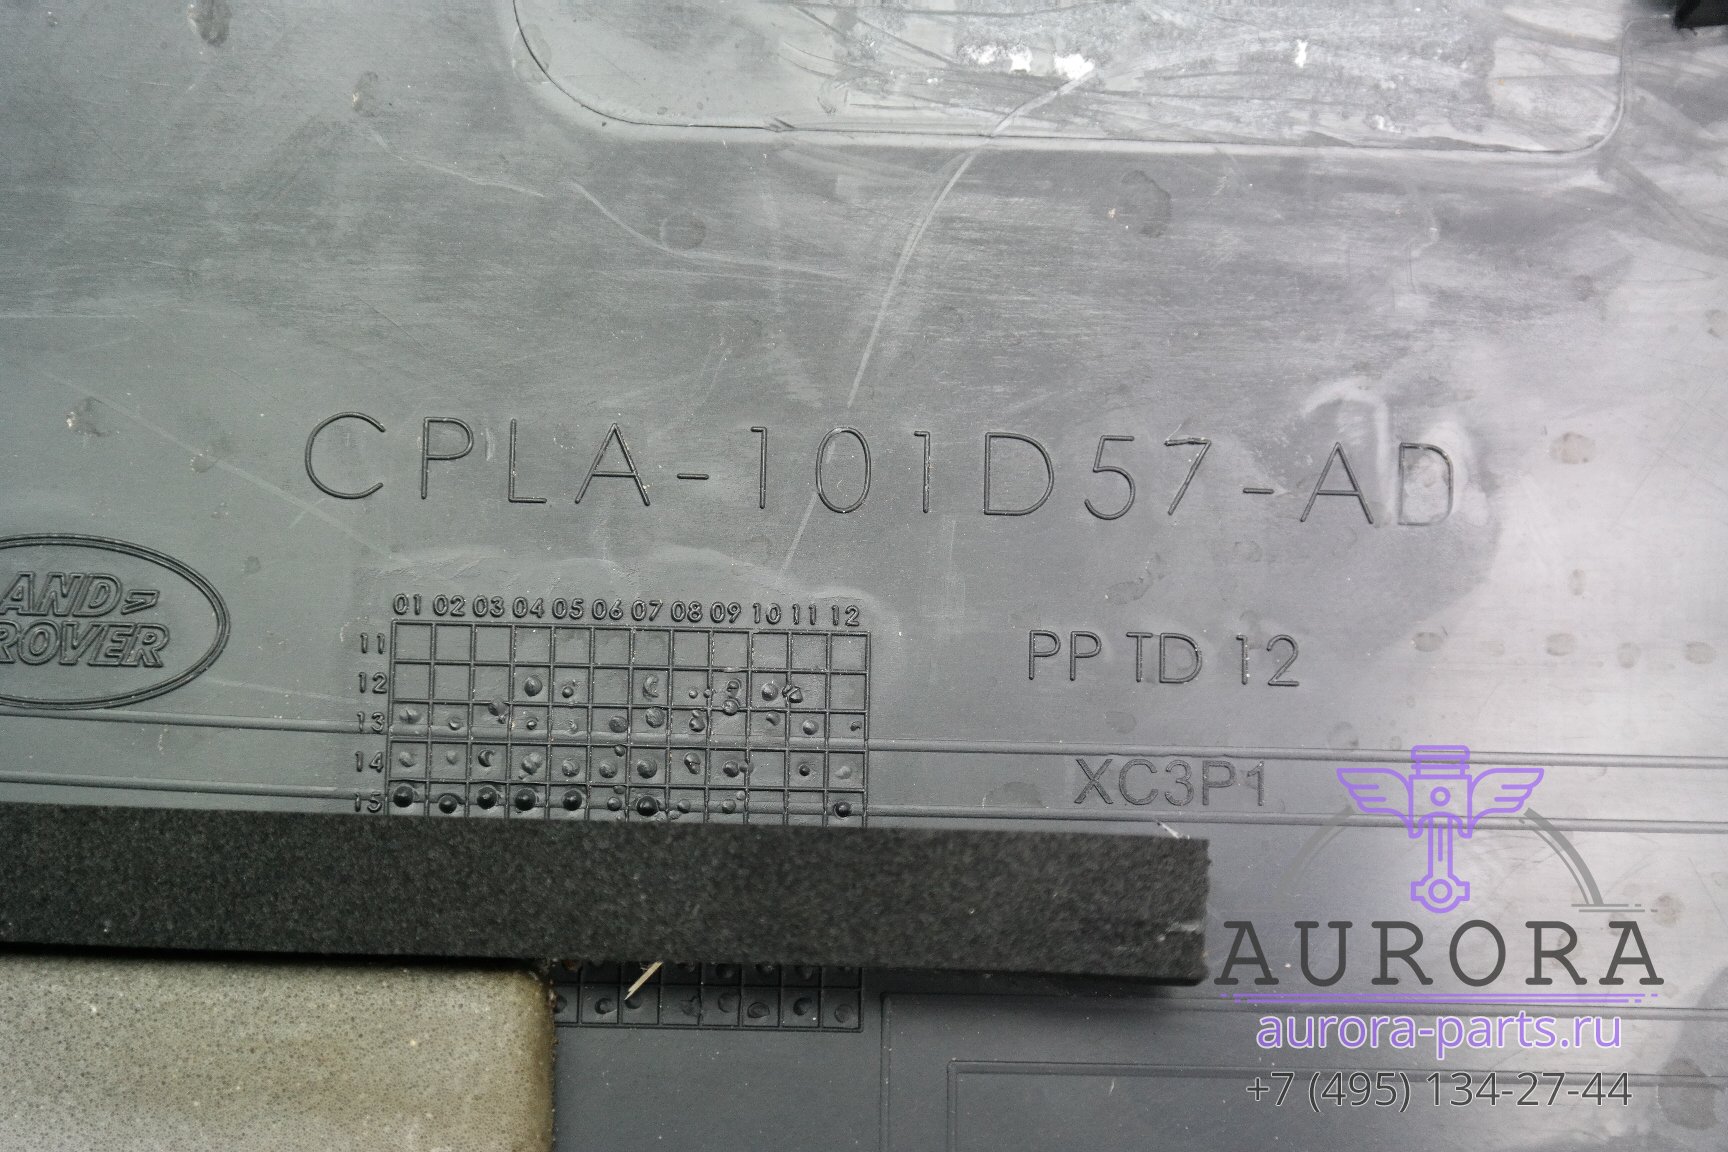 CPLA-101D57-AD
AND
ROVER
01 02 03 04 05 06 07 08 09 10 11 12
11
12
13
14
15
PP TD 12
XC3P1
AURORA
aurora-parts.ru
+7 (495) 134-27-44